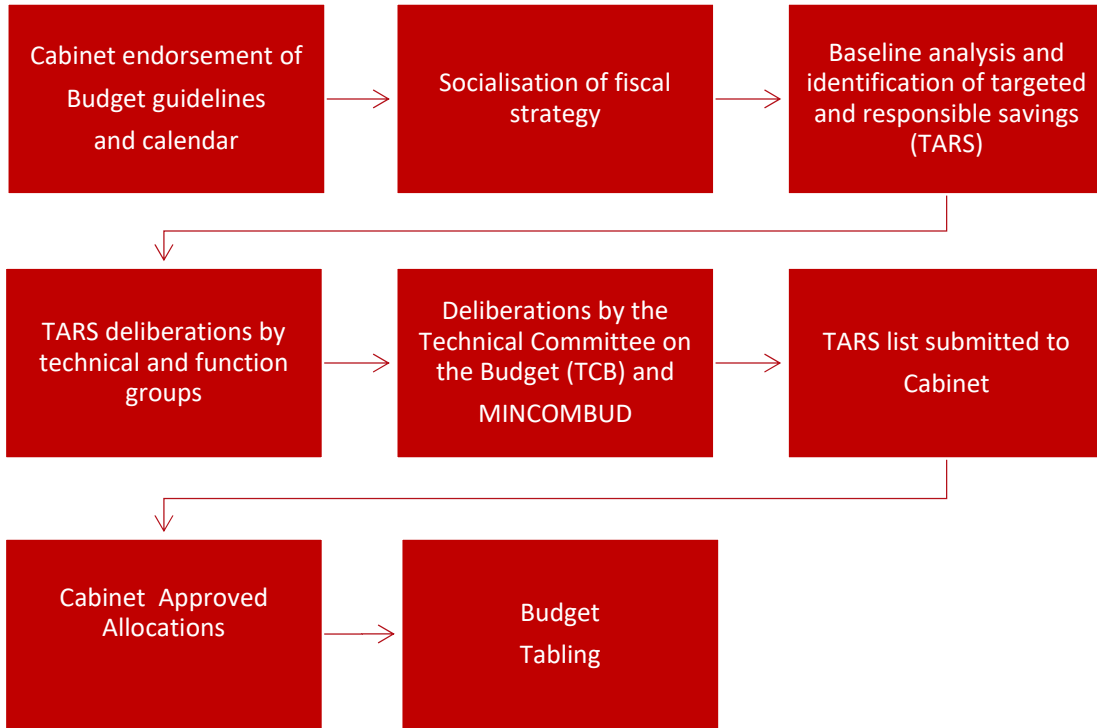 Cabinet endorsement of
Budget guidelines
and calendar
Socialisation of fiscal
strategy
Baseline analysis and
identification of targeted
and responsible savings
(TARS)
TARS deliberations by
technical and function
groups
Deliberations by the
Technical Committee on
the Budget (TCB) and
MINCOMBUD
TARS list submitted to
Cabinet
Cabinet Approved
Allocations
Budget
Tabling